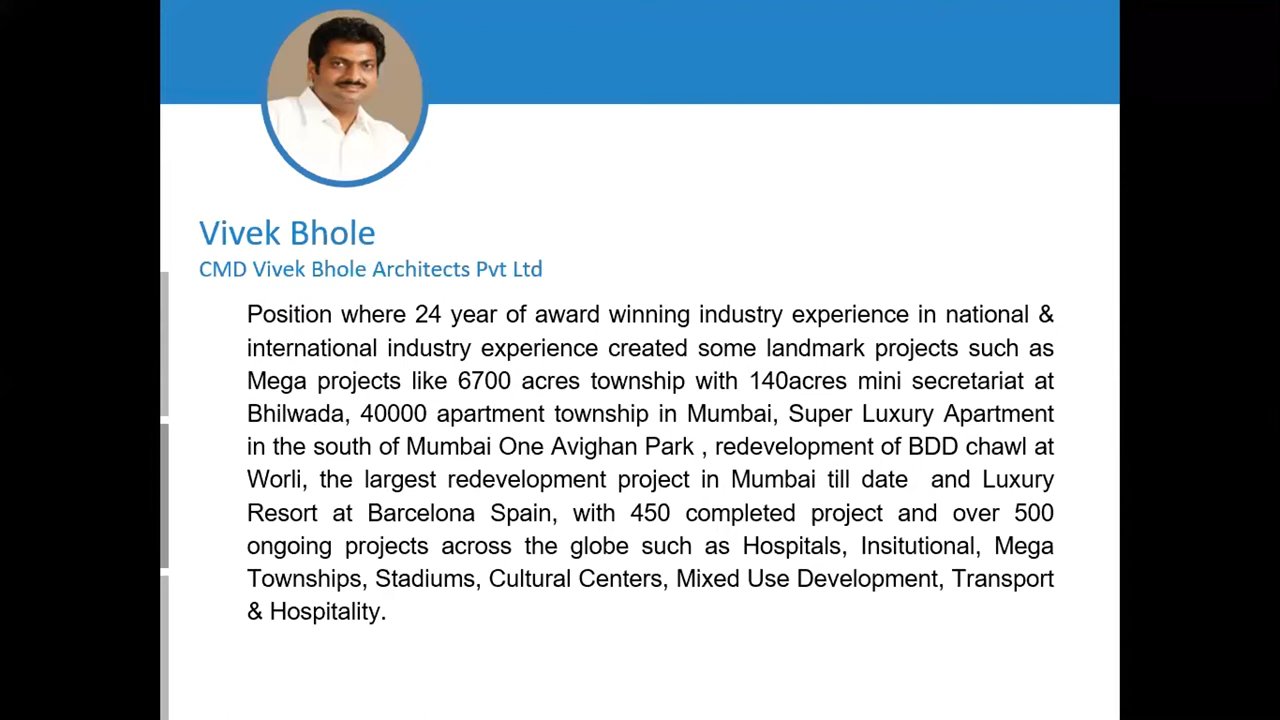 Vivek Bhole
CMD Vivek Bhole Architects Pvt Ltd
Position where 24 year of award winning industry experience in national &
international industry experience created some landmark projects such as
Mega projects like 6700 acres township with 140acres mini secretariat at
Bhilwada, 40000 apartment township in Mumbai, Super Luxury Apartment
in the south of Mumbai One Avighan Park , redevelopment of BDD chawl at
Worli, the largest redevelopment project in Mumbai till date  and Luxury
Resort at Barcelona Spain, with 450 completed project and over 500
ongoing projects across the globe such as Hospitals, Insitutional, Mega
Townships, Stadiums, Cultural Centers, Mixed Use Development, Transport
& Hospitality.